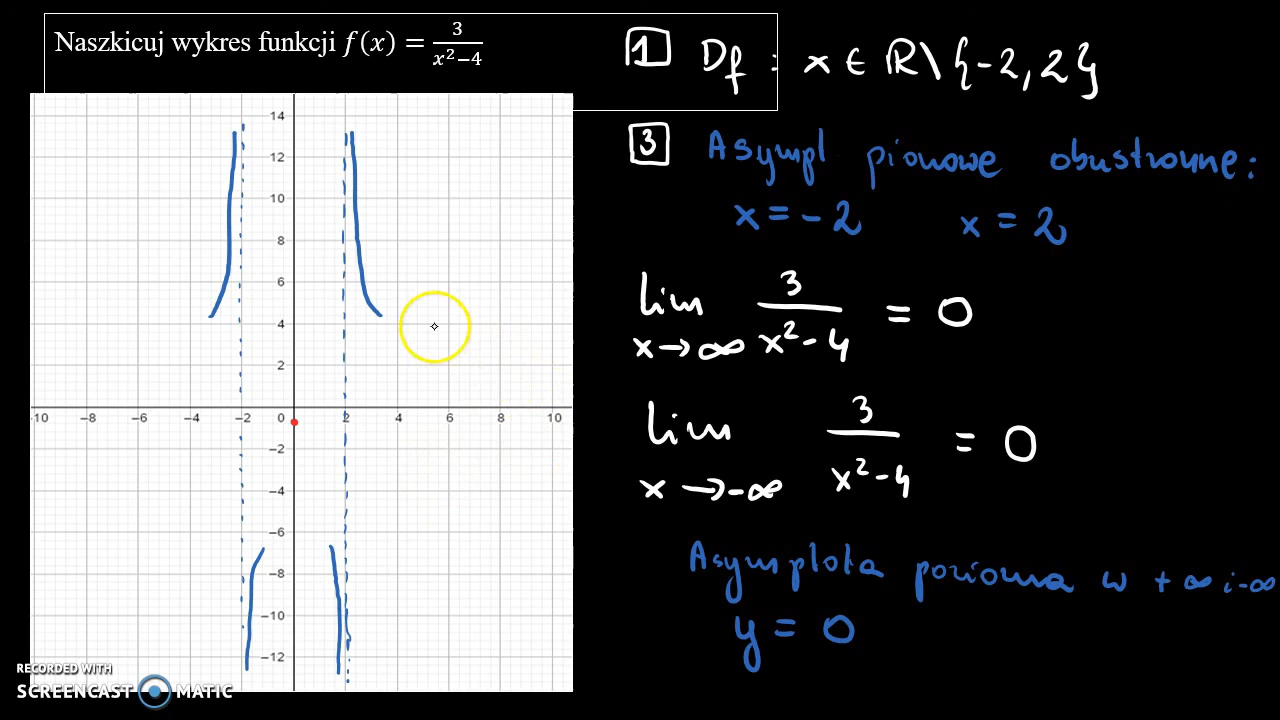 Naszkicuj wykres funkcji f(x) = 3/(x²−4)
1 Df : x ∈ ℝ\{-2, 2}
3 Asympt pionowe obustronne:
x = -2 x = 2
lim x→∞ 3/(x²-4) = 0
lim x→-∞ 3/(x²-4) = 0
Asymptota pozioma w +∞ i -∞
y = 0
14
12
10
8
6
4
2
-10 -8 -6 -4 -2 0 2 4 6 8 10
-2
-4
-6
-8
-10
-12
RECORDED WITH
SCREENCAST MATIC